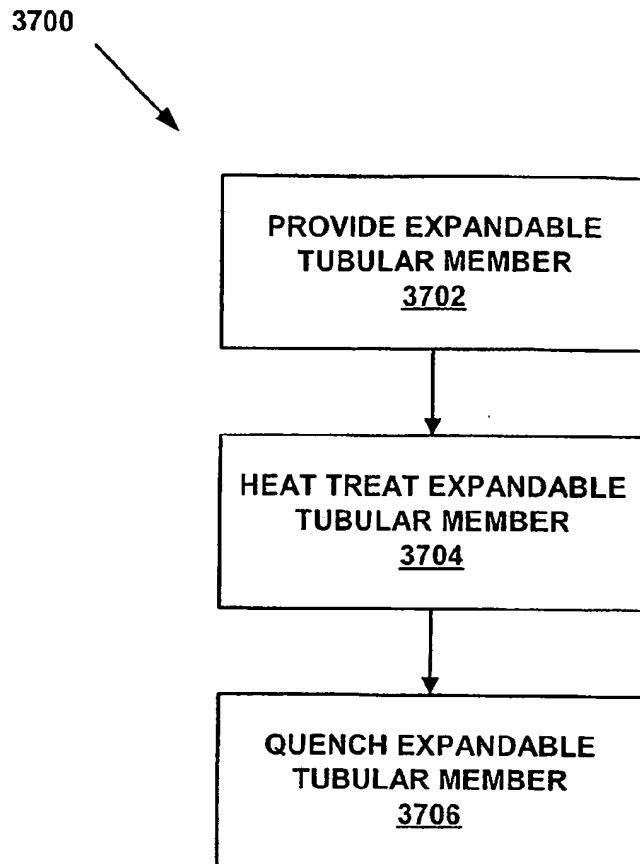 3700
PROVIDE EXPANDABLE
TUBULAR MEMBER
3702
HEAT TREAT EXPANDABLE
TUBULAR MEMBER
3704
QUENCH EXPANDABLE
TUBULAR MEMBER
3706